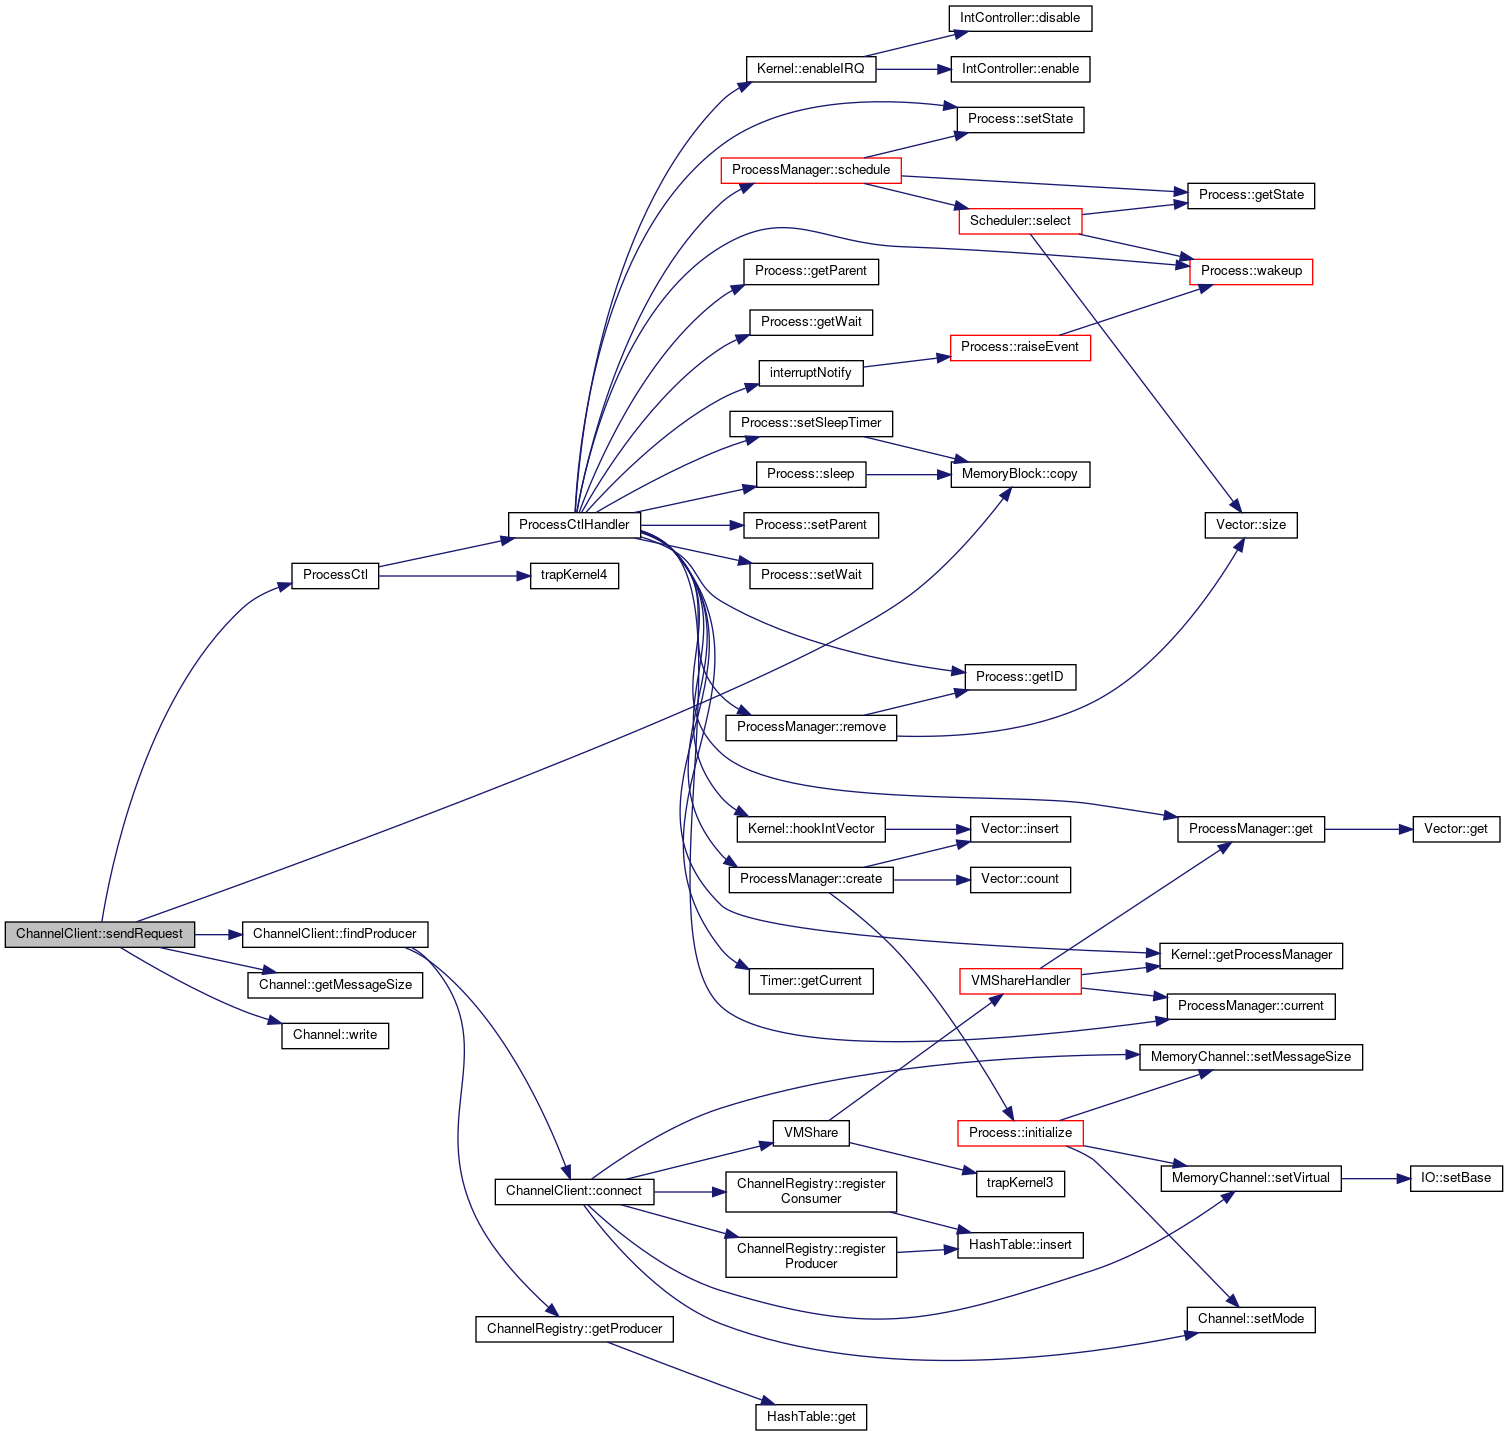 IntController::disable
Kernel::enableIRQ
IntController::enable
Process::setState
ProcessManager::schedule
Process::getState
Scheduler::select
Process::getParent
Process::wakeup
Process::getWait
Process::raiseEvent
interruptNotify
Process::setSleepTimer
Process::sleep
MemoryBlock::copy
ProcessCtlHandler
Process::setParent
Vector::size
ProcessCtl
trapKernel4
Process::setWait
Process::getID
ProcessManager::remove
Kernel::hookIntVector
Vector::insert
ProcessManager::get
Vector::get
ProcessManager::create
Vector::count
ChannelClient::sendRequest
ChannelClient::findProducer
Kernel::getProcessManager
Channel::getMessageSize
Timer::getCurrent
VMShareHandler
ProcessManager::current
Channel::write
MemoryChannel::setMessageSize
VMShare
Process::initialize
ChannelClient::connect
ChannelRegistry::register
Consumer
trapKernel3
MemoryChannel::setVirtual
IO::setBase
ChannelRegistry::register
Producer
HashTable::insert
ChannelRegistry::getProducer
Channel::setMode
HashTable::get